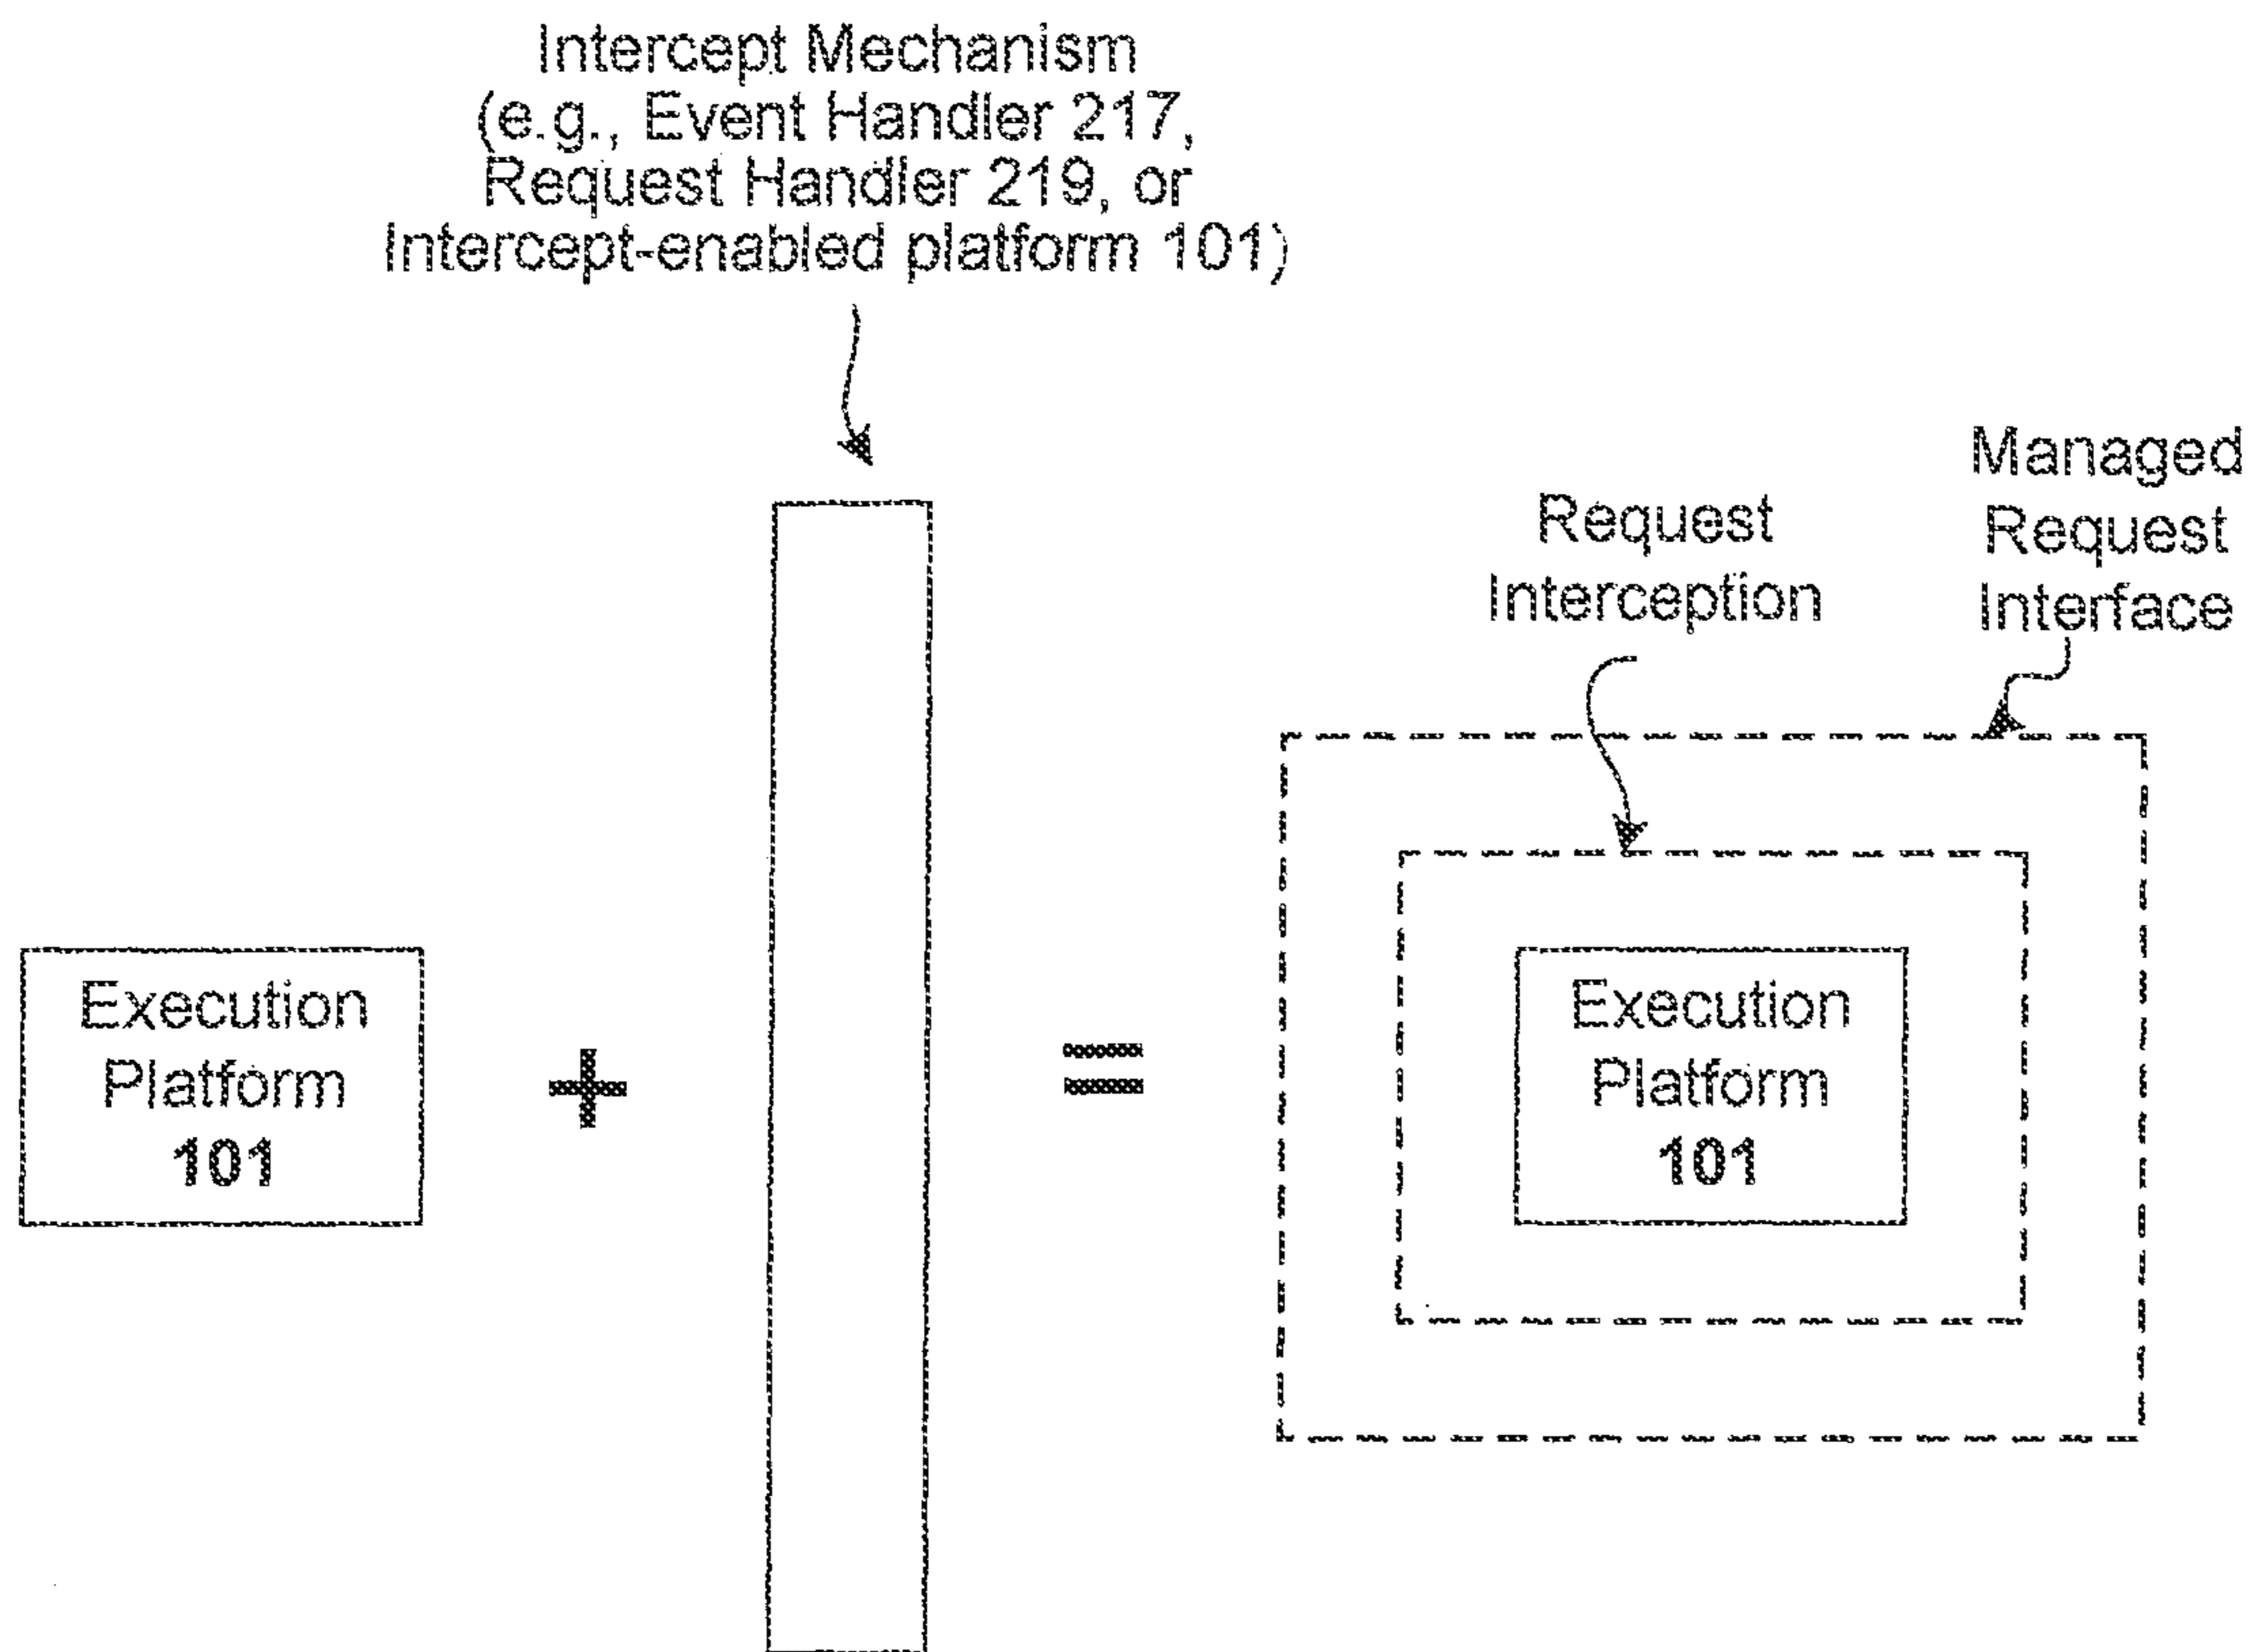 Intercept Mechanism
(e.g., Event Handler 217,
Request Handler 219, or
Intercept-enabled platform 101)
Managed
Request
Interface
Request
Interception
Execution
Platform
101
+
=
Execution
Platform
101